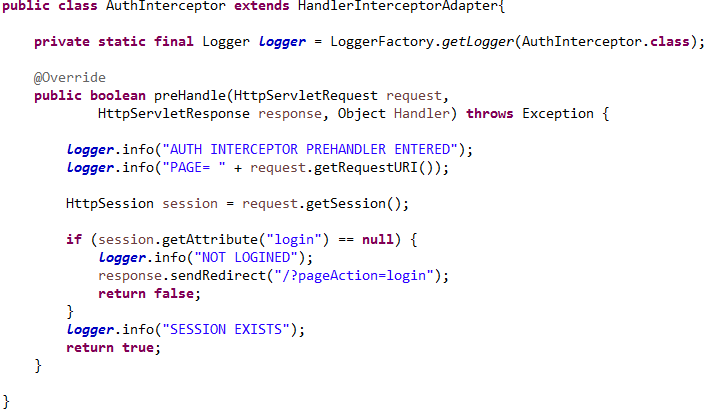 public class AuthInterceptor extends HandlerInterceptorAdapter{
private static final Logger logger = LoggerFactory.getLogger(AuthInterceptor.class);
@Override
public boolean preHandle(HttpServletRequest request,
HttpServletResponse response, Object Handler) throws Exception {
logger.info("AUTH INTERCEPTOR PREHANDLER ENTERED");
logger.info("PAGE= " + request.getRequestURI());
HttpSession session = request.getSession();
if (session.getAttribute("login") == null) {
logger.info("NOT LOGINED");
response.sendRedirect("/?pageAction=login");
return false;
}
logger.info("SESSION EXISTS");
return true;
}
}